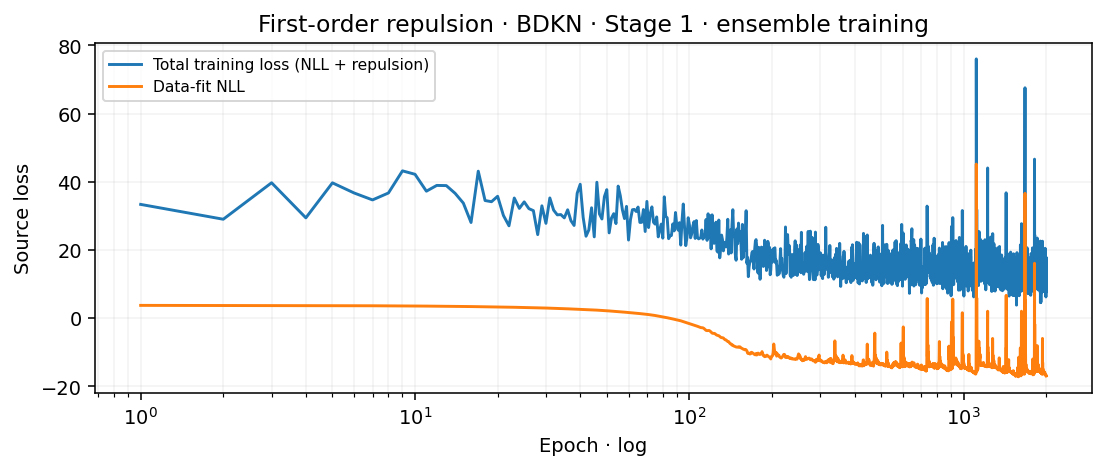 First-order repulsion · BDKN · Stage 1 · ensemble training
Source loss
80
60
40
20
0
−20
Total training loss (NLL + repulsion)
Data-fit NLL
10⁰
10¹
10²
10³
Epoch · log